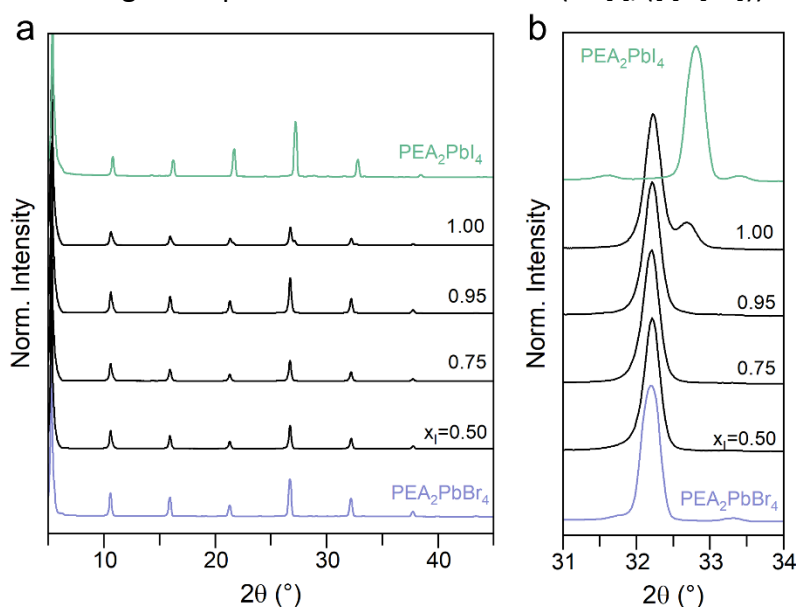 a
Norm. Intensity
PEA₂PbI₄
1.00
0.95
0.75
xᵢ=0.50
PEA₂PbBr₄
10
20
30
40
2θ (°)
b
Norm. Intensity
PEA₂PbI₄
1.00
0.95
0.75
xᵢ=0.50
PEA₂PbBr₄
31
32
33
34
2θ (°)